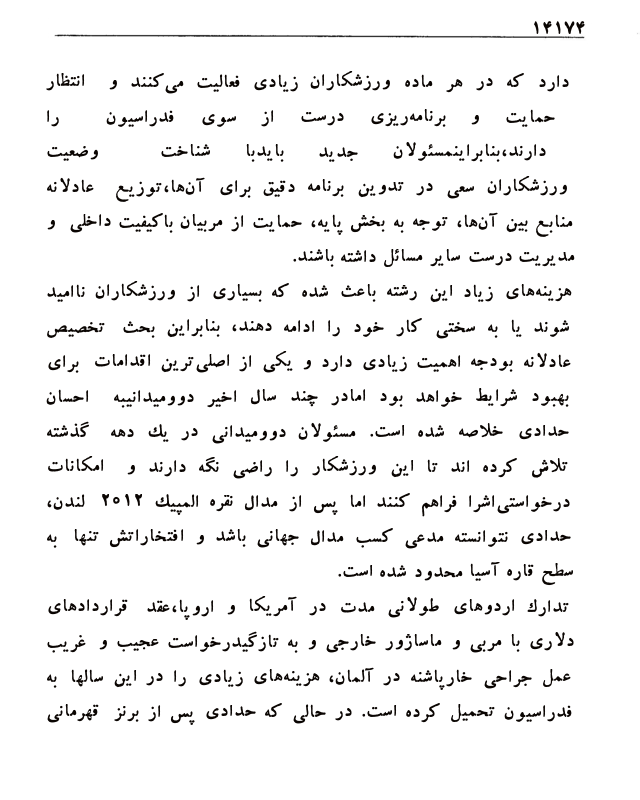 ۱۴۱۷۴
دارد که در هر ماده ورزشکاران زیادی فعالیت می‌کنند و انتظار
حمایت و برنامه‌ریزی درست از سوی فدراسیون را
دارند،بنابراینمسئولان جدید بایدبا شناخت وضعیت
ورزشکاران سعی در تدوین برنامه دقیق برای آن‌ها،توزیع عادلانه
منابع بین آن‌ها، توجه به بخش پایه، حمایت از مربیان باکیفیت داخلی و
مدیریت درست سایر مسائل داشته باشند.
هزینه‌های زیاد این رشته باعث شده که بسیاری از ورزشکاران ناامید
شوند یا به سختی کار خود را ادامه دهند، بنابراین بحث تخصیص
عادلانه بودجه اهمیت زیادی دارد و یکی از اصلی‌ترین اقدامات برای
بهبود شرایط خواهد بود امادر چند سال اخیر دوومیدانیبه احسان
حدادی خلاصه شده است. مسئولان دوومیدانی در یك دهه گذشته
تلاش کرده اند تا این ورزشکار را راضی نگه دارند و امکانات
درخواستی‌اشرا فراهم کنند اما پس از مدال نقره المپیك ۲۰۱۲ لندن،
حدادی نتوانسته مدعی کسب مدال جهانی باشد و افتخاراتش تنها به
سطح قاره آسیا محدود شده است.
تدارك اردوهای طولانی مدت در آمریکا و اروپا،عقد قراردادهای
دلاری با مربی و ماساژور خارجی و به تازگیدرخواست عجیب و غریب
عمل جراحی خارپاشنه در آلمان، هزینه‌های زیادی را در این سالها به
فدراسیون تحمیل کرده است. در حالی که حدادی پس از برنز قهرمانی